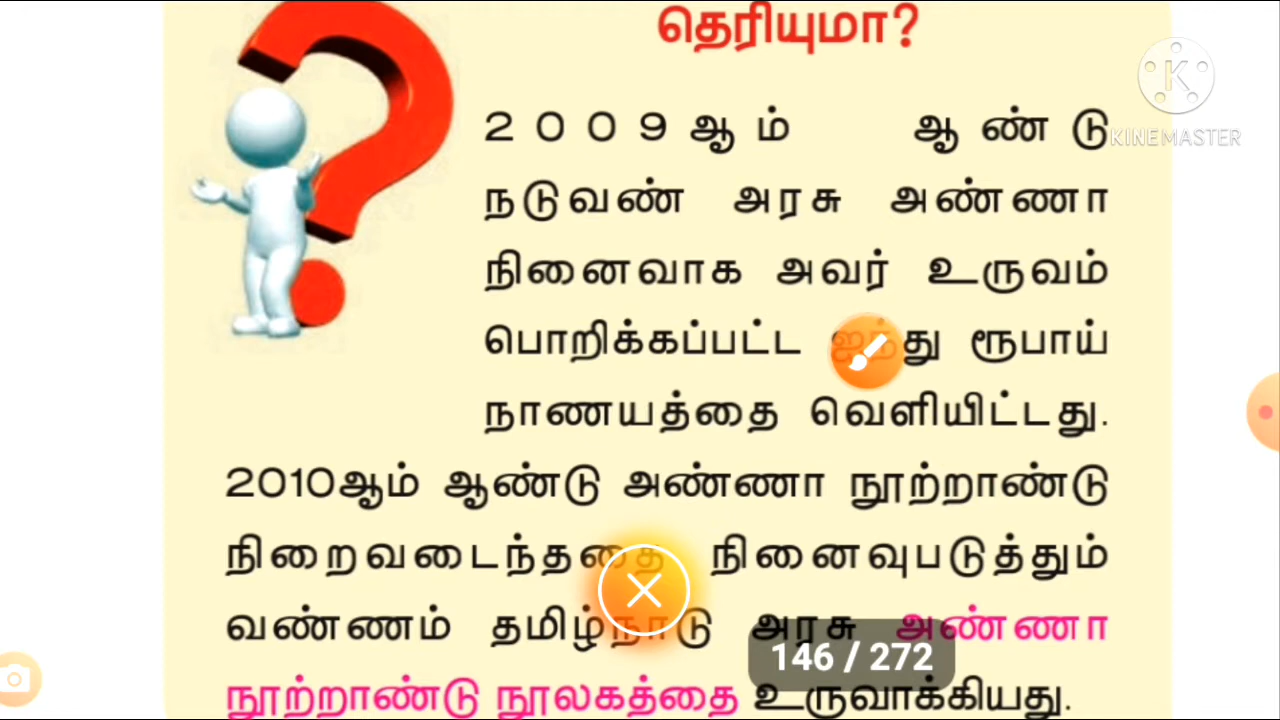 தெரியுமா?
K
KINEMASTER
2009ஆம் ஆண்டு
நடுவண் அரசு அண்ணா
நினைவாக அவர் உருவம்
பொறிக்கப்பட்ட ஐந்து ரூபாய்
நாணயத்தை வெளியிட்டது.
2010ஆம் ஆண்டு அண்ணா நூற்றாண்டு
நிறைவடைந்ததை நினைவுபடுத்தும்
வண்ணம் தமிழ்நாடு அரசு அண்ணா
146 / 272
நூற்றாண்டு நூலகத்தை உருவாக்கியது.